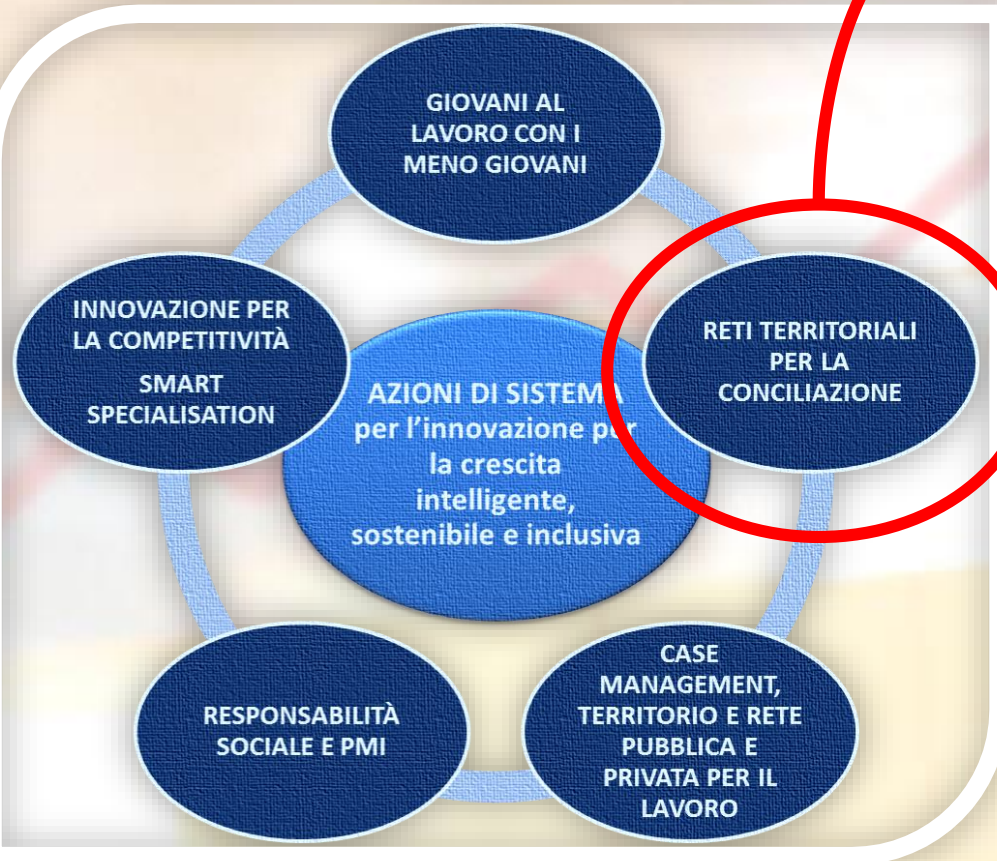 GIOVANI AL
LAVORO CON I
MENO GIOVANI
INNOVAZIONE PER
LA COMPETITIVITÀ
SMART
SPECIALISATION
RETI TERRITORIALI
PER LA
CONCILIAZIONE
AZIONI DI SISTEMA
per l’innovazione per
la crescita
intelligente,
sostenibile e inclusiva
RESPONSABILITÀ
SOCIALE E PMI
CASE
MANAGEMENT,
TERRITORIO E RETE
PUBBLICA E
PRIVATA PER IL
LAVORO